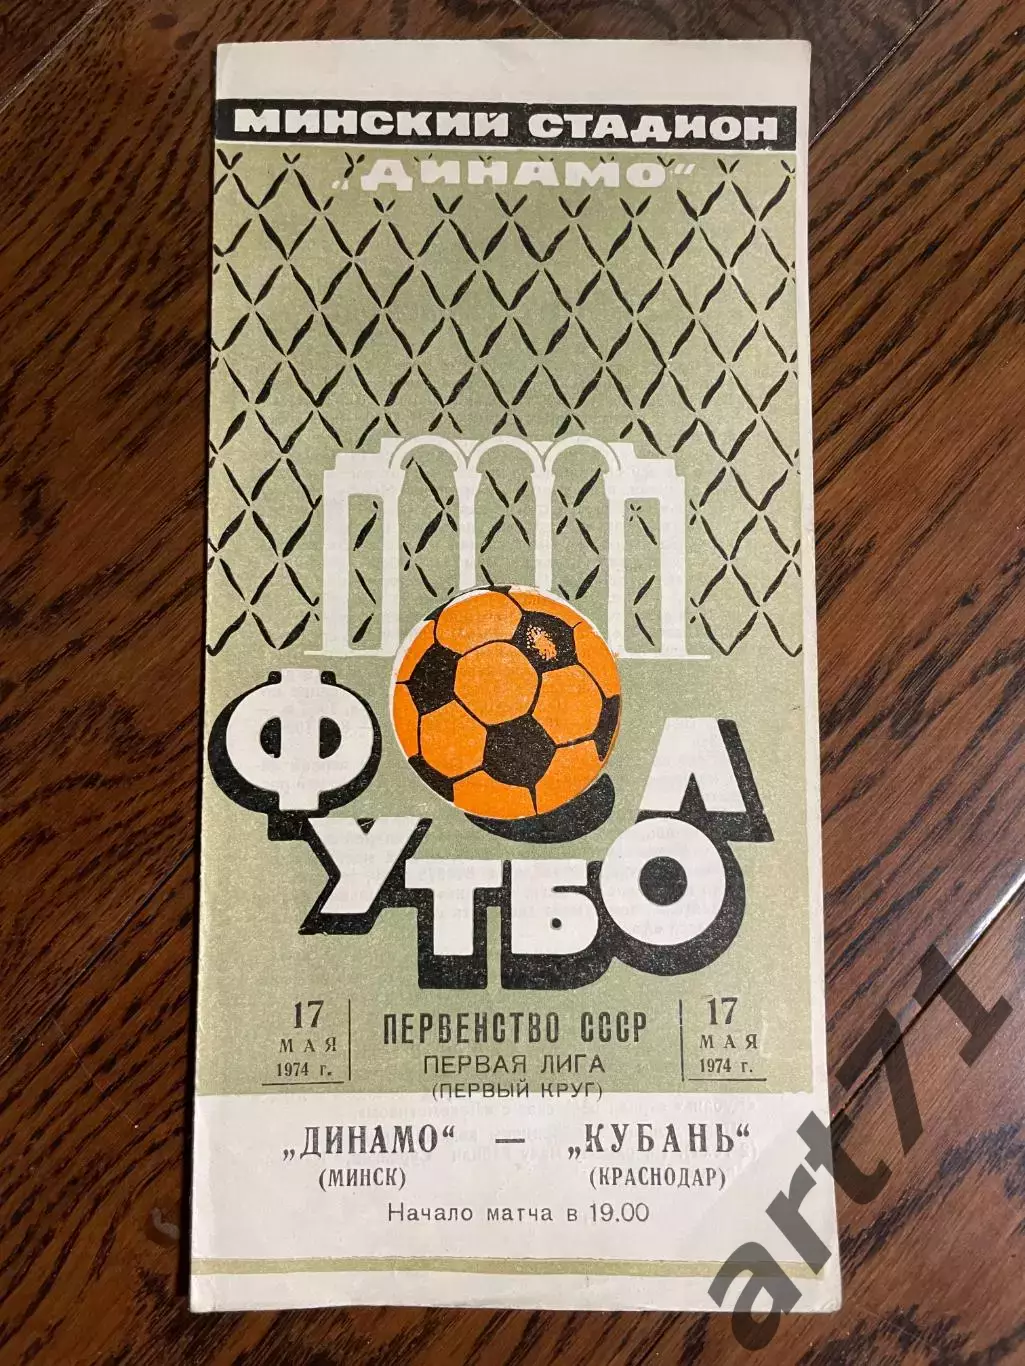 МИНСКИЙ СТАДИОН
„ДИНАМО“
ФУТБОЛ
17 МАЯ 1974 г.
ПЕРВЕНСТВО СССР
ПЕРВАЯ ЛИГА
(ПЕРВЫЙ КРУГ)
17 МАЯ 1974 г.
„ДИНАМО“ — „КУБАНЬ“
(МИНСК) (КРАСНОДАР)
Начало матча в 19.00
art71